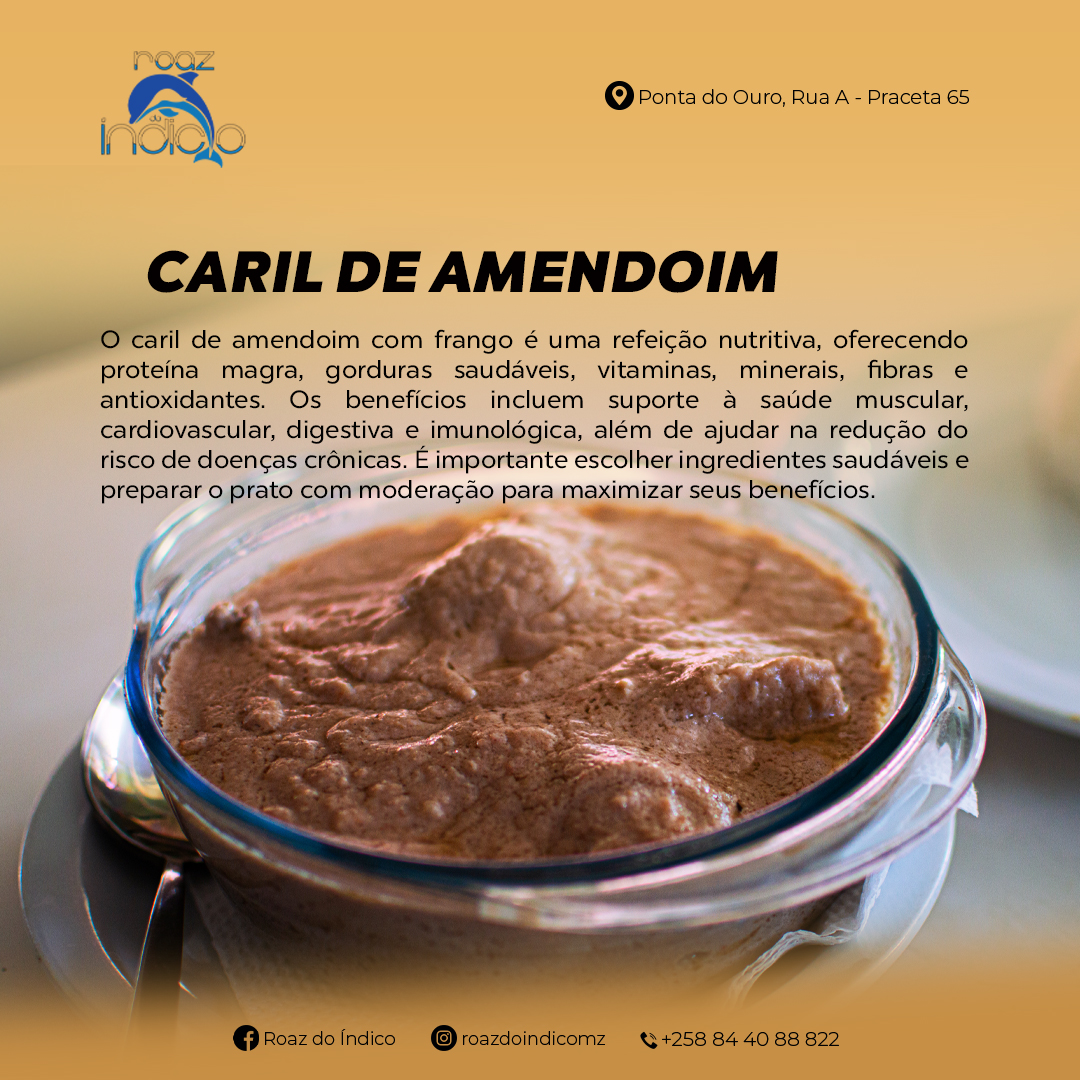 roaz
do
índico
Ponta do Ouro, Rua A - Praceta 65
CARIL DE AMENDOIM
O caril de amendoim com frango é uma refeição nutritiva, oferecendo
proteína magra, gorduras saudáveis, vitaminas, minerais, fibras e
antioxidantes. Os benefícios incluem suporte à saúde muscular,
cardiovascular, digestiva e imunológica, além de ajudar na redução do
risco de doenças crônicas. É importante escolher ingredientes saudáveis e
preparar o prato com moderação para maximizar seus benefícios.
Roaz do Índico
roazdoindicomz
+258 84 40 88 822